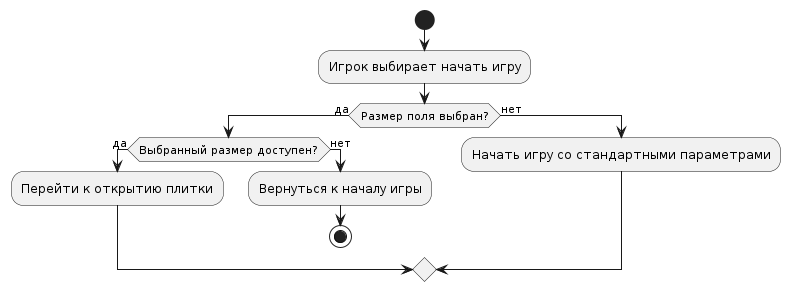 Игрок выбирает начать игру
да
Размер поля выбран?
нет
да
Выбранный размер доступен?
нет
Начать игру со стандартными параметрами
Перейти к открытию плитки
Вернуться к началу игры